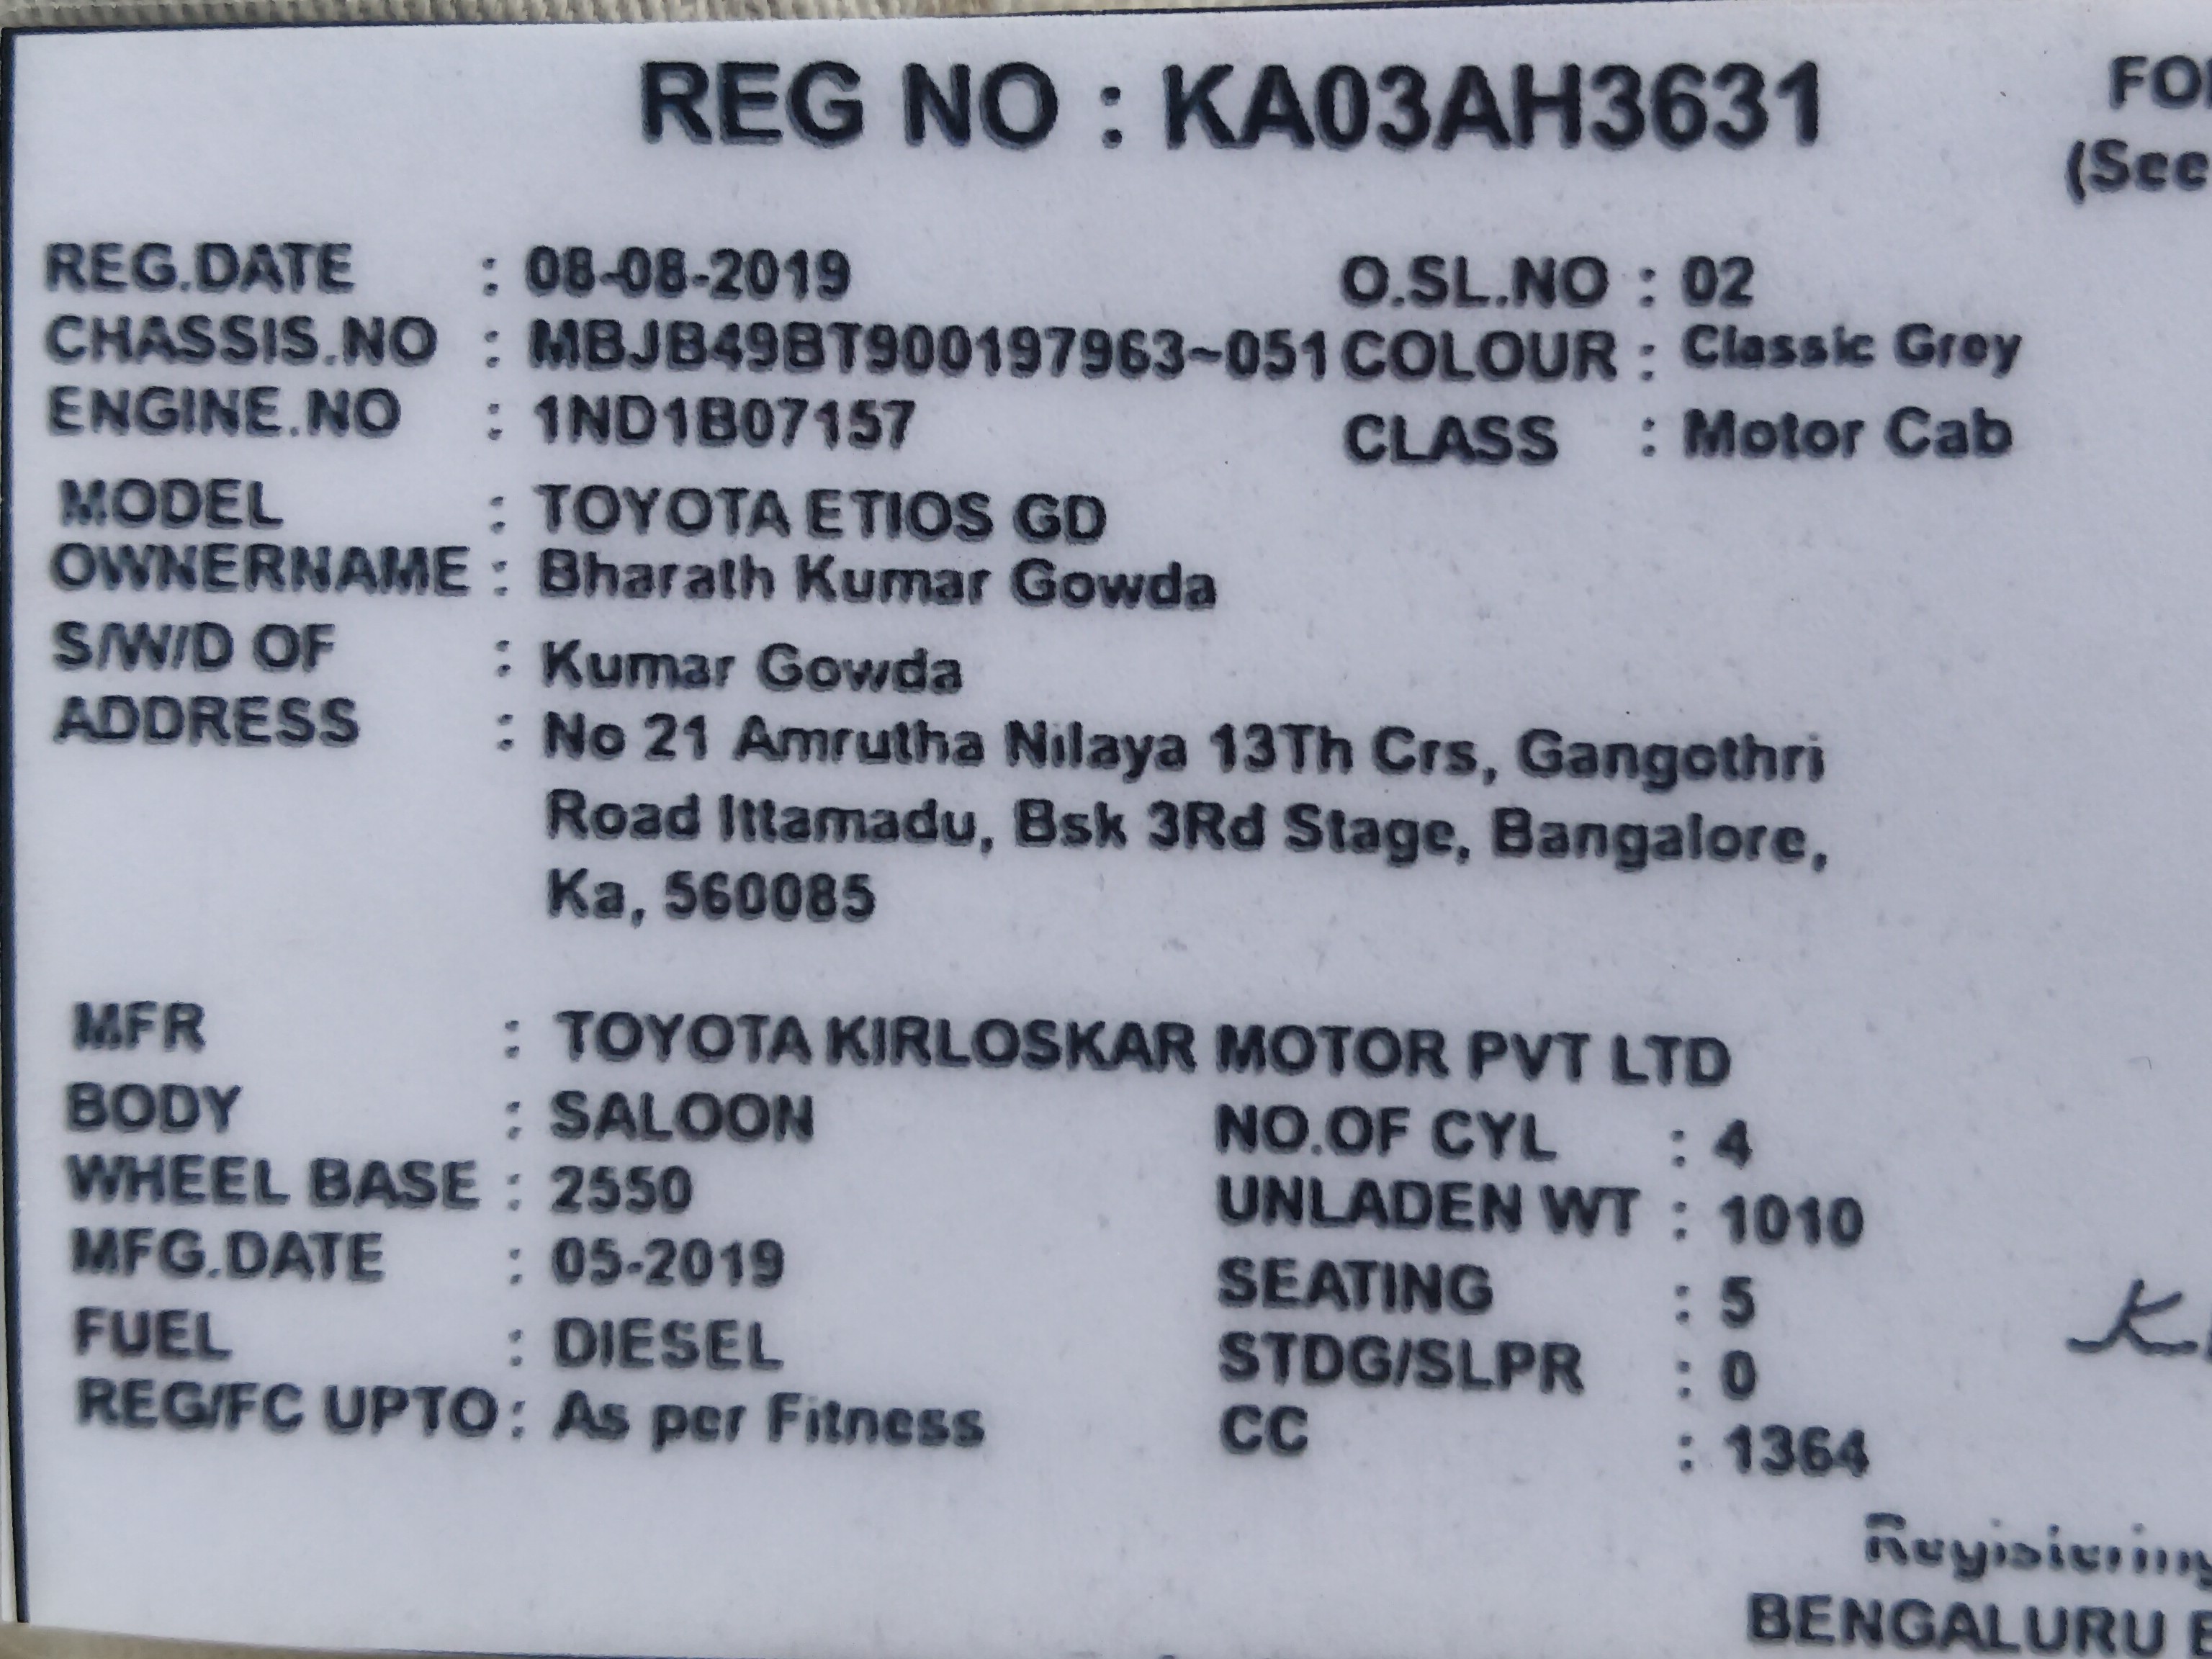 REG NO : KA03AH3631
FO
(See
REG.DATE : 08-08-2019 O.SL.NO : 02
CHASSIS.NO : MBJB49BT900197963~051 COLOUR : Classic Grey
ENGINE.NO : 1ND1B07157 CLASS : Motor Cab
MODEL : TOYOTA ETIOS GD
OWNERNAME : Bharath Kumar Gowda
S/W/D OF : Kumar Gowda
ADDRESS : No 21 Amrutha Nilaya 13Th Crs, Gangothri
Road Ittamadu, Bsk 3Rd Stage, Bangalore,
Ka, 560085
MFR : TOYOTA KIRLOSKAR MOTOR PVT LTD
BODY : SALOON NO.OF CYL : 4
WHEEL BASE : 2550 UNLADEN WT : 1010
MFG.DATE : 05-2019 SEATING : 5
FUEL : DIESEL STDG/SLPR : 0
REG/FC UPTO : As per Fitness CC : 1364
Registering
BENGALURU